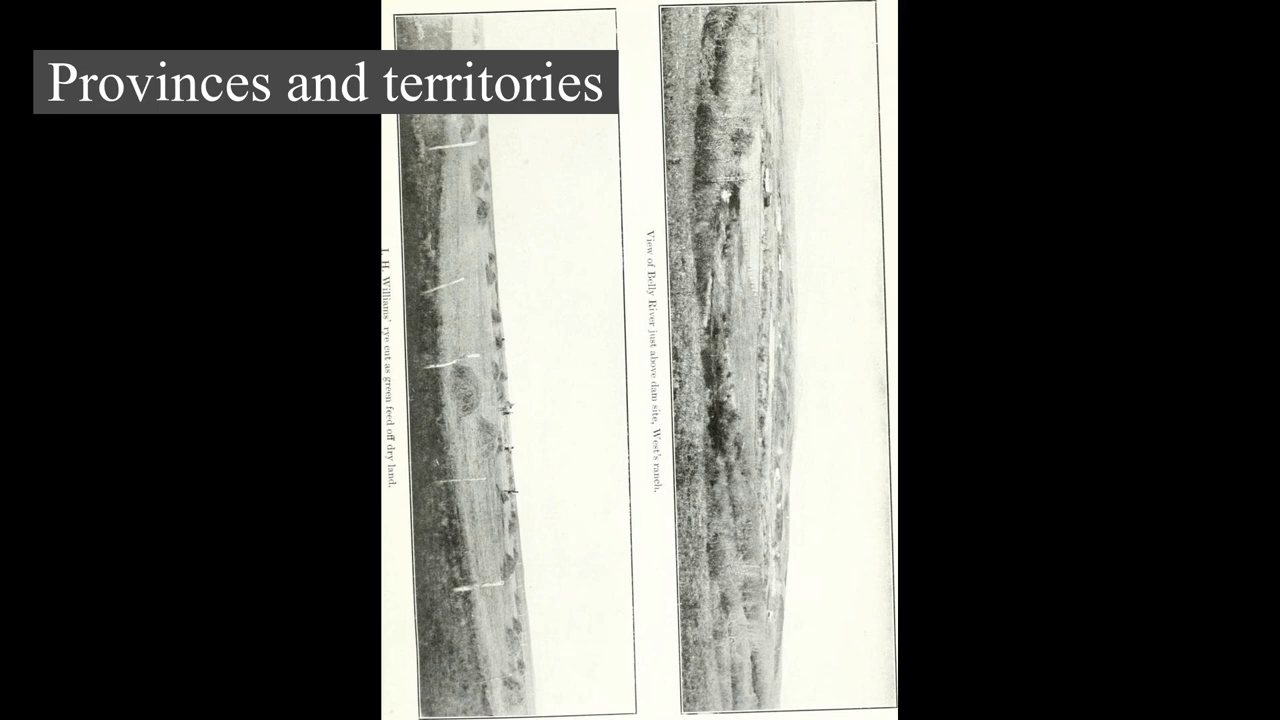 Provinces and territories
View of Belly River just above dam site, West's ranch.
I. H. Williams' rye cut as green feed off dry land.